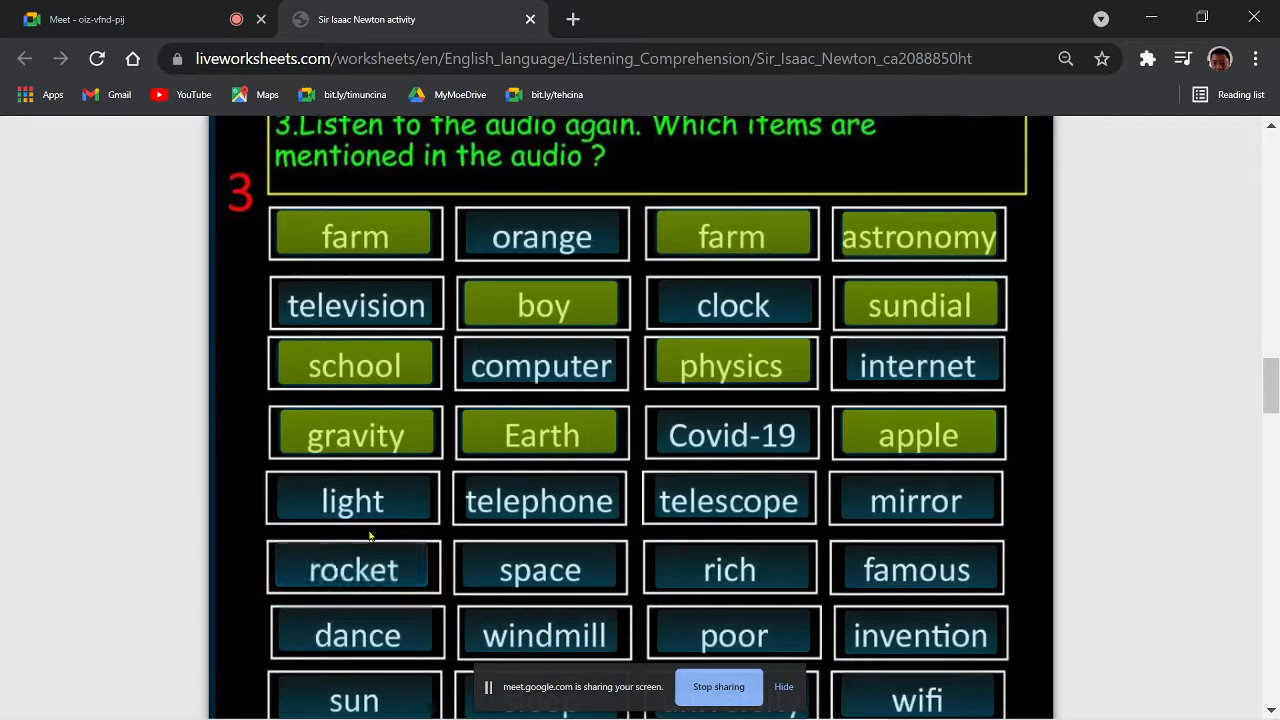 Meet - oiz-vfnd-pij
Sir Isaac Newton activity
liveworksheets.com/worksheets/en/English_language/Listening_Comprehension/Sir_Isaac_Newton_ca2088850ht
Apps Gmail YouTube Maps bit.ly/timuncina MyMoeDrive bit.ly/tehcina Reading list
3.Listen to the audio again. Which items are
mentioned in the audio ?
3
farm orange farm astronomy
television boy clock sundial
school computer physics internet
gravity Earth Covid-19 apple
light telephone telescope mirror
rocket space rich famous
dance windmill poor invention
sun sleep university wifi
meet.google.com is sharing your screen. Stop sharing Hide